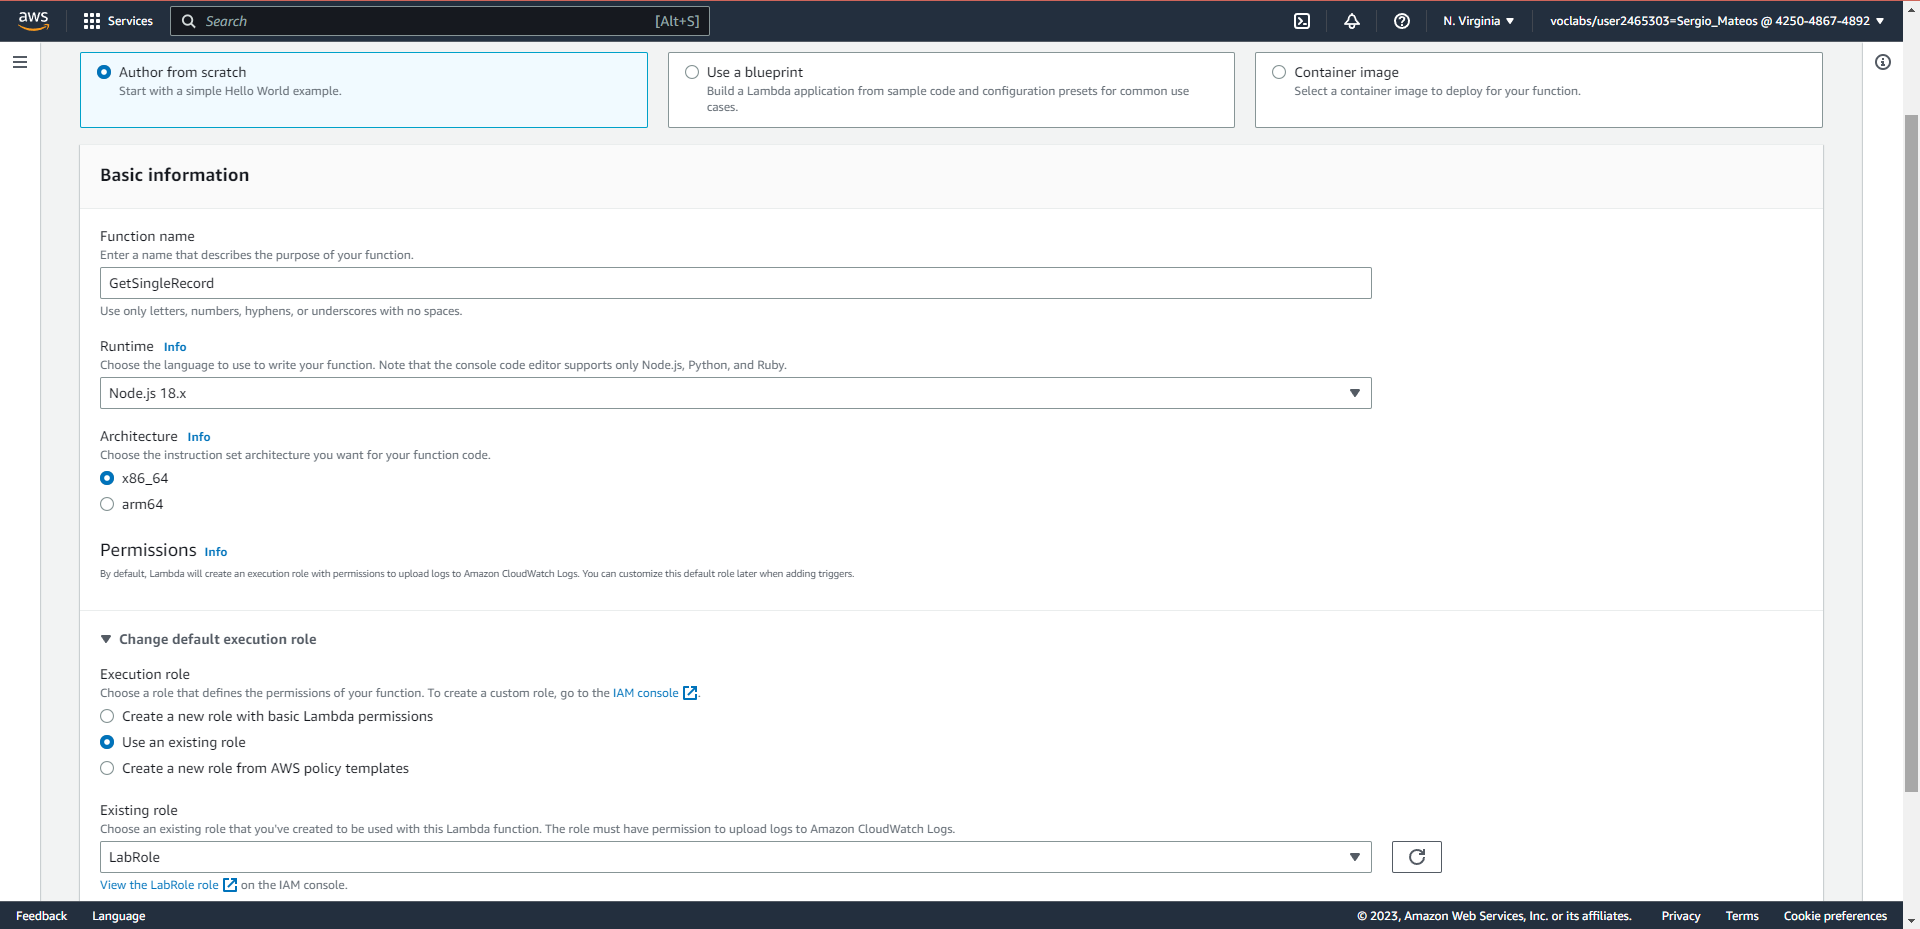 aws
Services
Search
[Alt+S]
N. Virginia
voclabs/user2465303=Sergio_Mateos @ 4250-4867-4892
Author from scratch
Start with a simple Hello World example.
Use a blueprint
Build a Lambda application from sample code and configuration presets for common use
cases.
Container image
Select a container image to deploy for your function.
Basic information
Function name
Enter a name that describes the purpose of your function.
GetSingleRecord
Use only letters, numbers, hyphens, or underscores with no spaces.
Runtime Info
Choose the language to use to write your function. Note that the console code editor supports only Node.js, Python, and Ruby.
Node.js 18.x
Architecture Info
Choose the instruction set architecture you want for your function code.
x86_64
arm64
Permissions Info
By default, Lambda will create an execution role with permissions to upload logs to Amazon CloudWatch Logs. You can customize this default role later when adding triggers.
Change default execution role
Execution role
Choose a role that defines the permissions of your function. To create a custom role, go to the IAM console.
Create a new role with basic Lambda permissions
Use an existing role
Create a new role from AWS policy templates
Existing role
Choose an existing role that you've created to be used with this Lambda function. The role must have permission to upload logs to Amazon CloudWatch Logs.
LabRole
View the LabRole role on the IAM console.
Feedback
Language
© 2023, Amazon Web Services, Inc. or its affiliates.
Privacy
Terms
Cookie preferences